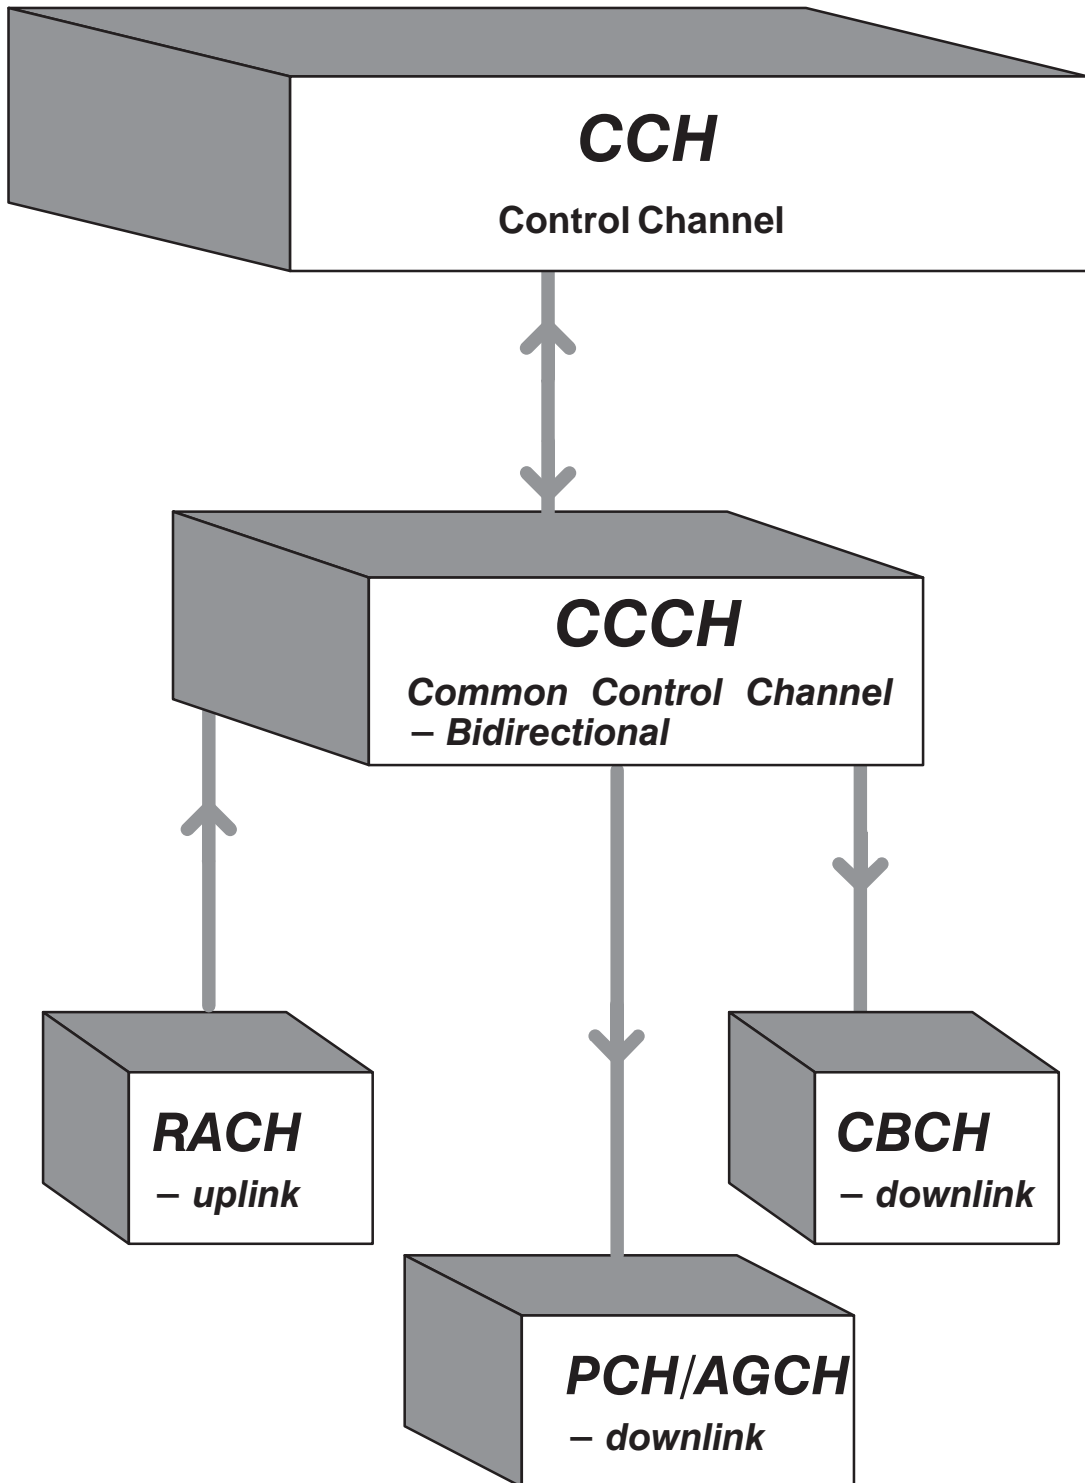 CCH
Control Channel
CCCH
Common Control Channel
– Bidirectional
RACH
– uplink
CBCH
– downlink
PCH/AGCH
– downlink